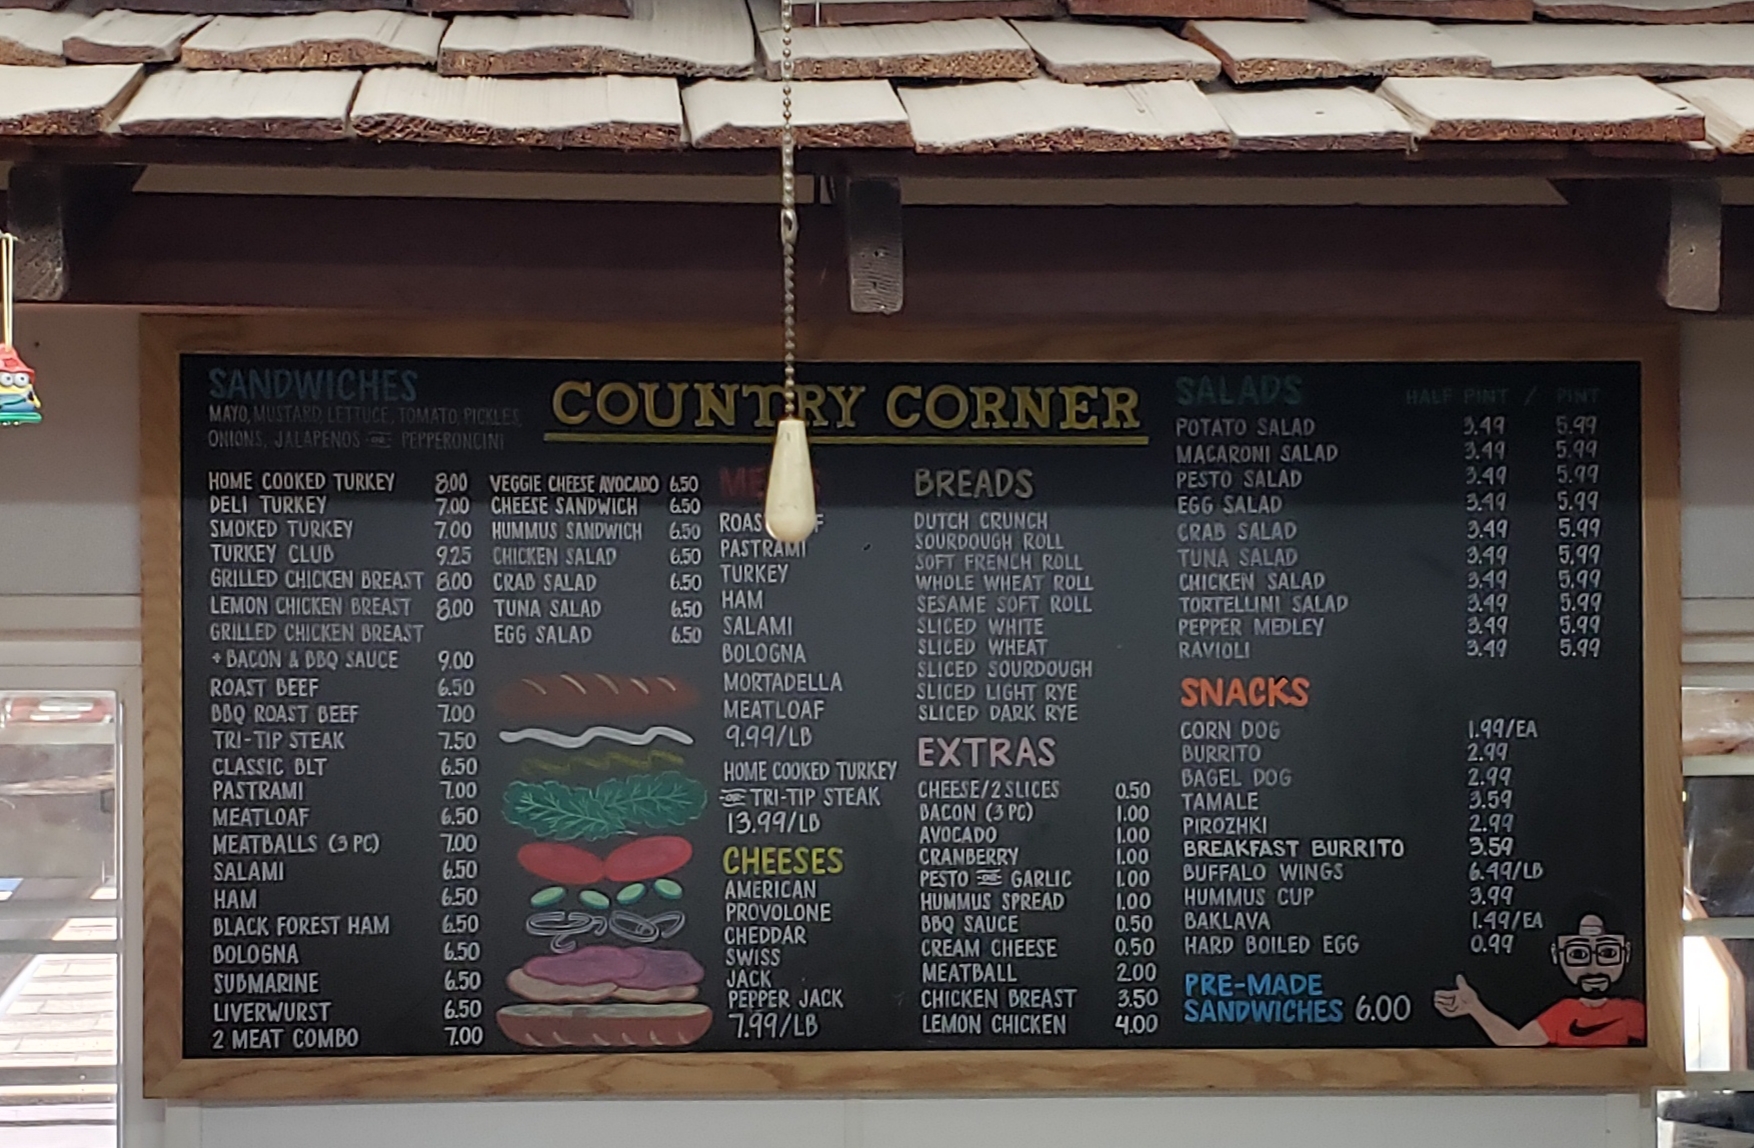 COUNTRY CORNER
SANDWICHES
MAYO, MUSTARD, LETTUCE, TOMATO, PICKLES,
ONIONS, JALAPENOS OR PEPPERONCINI
HOME COOKED TURKEY 8.00
DELI TURKEY 7.00
SMOKED TURKEY 7.00
TURKEY CLUB 9.25
GRILLED CHICKEN BREAST 8.00
LEMON CHICKEN BREAST 8.00
GRILLED CHICKEN BREAST
+ BACON & BBQ SAUCE 9.00
ROAST BEEF 6.50
BBQ ROAST BEEF 7.00
TRI-TIP STEAK 7.50
CLASSIC BLT 6.50
PASTRAMI 7.00
MEATLOAF 6.50
MEATBALLS (3 PC) 7.00
SALAMI 6.50
HAM 6.50
BLACK FOREST HAM 6.50
BOLOGNA 6.50
SUBMARINE 6.50
LIVERWURST 6.50
2 MEAT COMBO 7.00
VEGGIE CHEESE AVOCADO 6.50
CHEESE SANDWICH 6.50
HUMMUS SANDWICH 6.50
CHICKEN SALAD 6.50
CRAB SALAD 6.50
TUNA SALAD 6.50
EGG SALAD 6.50
PASTRAMI
TURKEY
HAM
SALAMI
BOLOGNA
MORTADELLA
MEATLOAF
9.99/LB
HOME COOKED TURKEY
OR TRI-TIP STEAK
13.99/LB
CHEESES
AMERICAN
PROVOLONE
CHEDDAR
SWISS
JACK
PEPPER JACK
7.99/LB
BREADS
DUTCH CRUNCH
SOURDOUGH ROLL
SOFT FRENCH ROLL
WHOLE WHEAT ROLL
SESAME SOFT ROLL
SLICED WHITE
SLICED WHEAT
SLICED SOURDOUGH
SLICED LIGHT RYE
SLICED DARK RYE
EXTRAS
CHEESE/2 SLICES 0.50
BACON (3 PC) 1.00
AVOCADO 1.00
CRANBERRY 1.00
PESTO OR GARLIC 1.00
HUMMUS SPREAD 1.00
BBQ SAUCE 0.50
CREAM CHEESE 0.50
MEATBALL 2.00
CHICKEN BREAST 3.50
LEMON CHICKEN 4.00
SALADS HALF PINT / PINT
POTATO SALAD 3.49 5.99
MACARONI SALAD 3.49 5.99
PESTO SALAD 3.49 5.99
EGG SALAD 3.49 5.99
CRAB SALAD 3.49 5.99
TUNA SALAD 3.49 5.99
CHICKEN SALAD 3.49 5.99
TORTELLINI SALAD 3.49 5.99
PEPPER MEDLEY 3.49 5.99
RAVIOLI 3.49 5.99
SNACKS
CORN DOG 1.99/EA
BURRITO 2.99
BAGEL DOG 2.99
TAMALE 3.59
PIROZHKI 2.99
BREAKFAST BURRITO 3.59
BUFFALO WINGS 6.49/LB
HUMMUS CUP 3.99
BAKLAVA 1.49/EA
HARD BOILED EGG 0.99
PRE-MADE
SANDWICHES 6.00